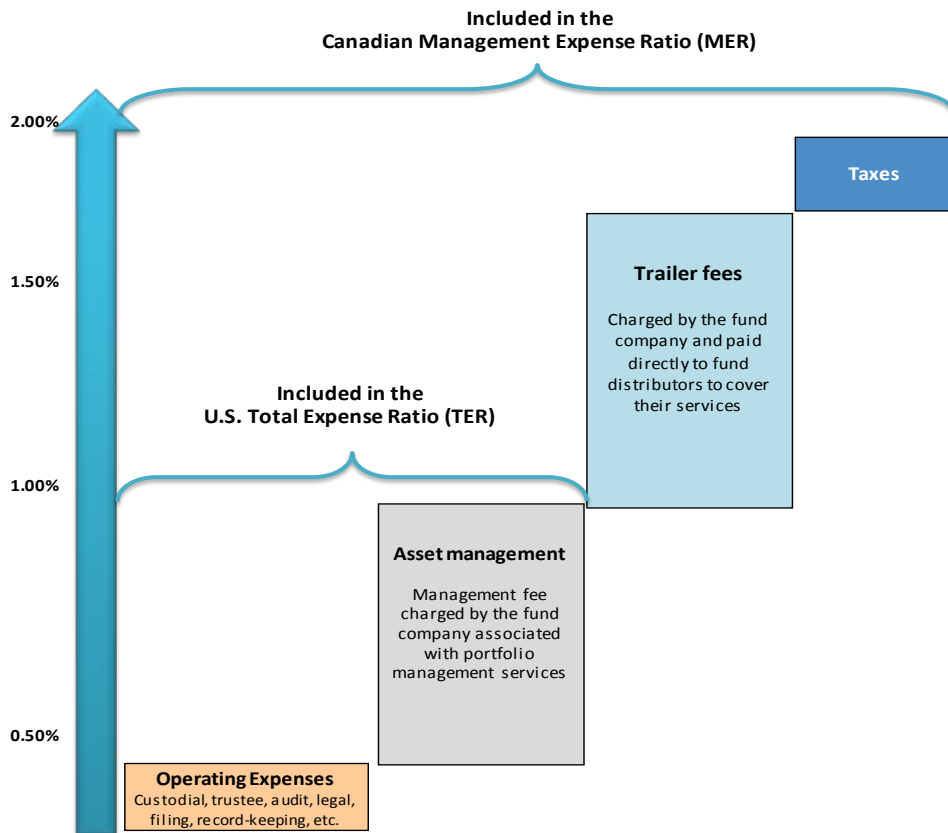 Included in the
Canadian Management Expense Ratio (MER)
2.00%
Taxes
1.50%
Trailer fees
Charged by the fund
company and paid
directly to fund
distributors to cover
their services
Included in the
U.S. Total Expense Ratio (TER)
1.00%
Asset management
Management fee
charged by the fund
company associated
with portfolio
management services
0.50%
Operating Expenses
Custodial, trustee, audit, legal,
filing, record-keeping, etc.